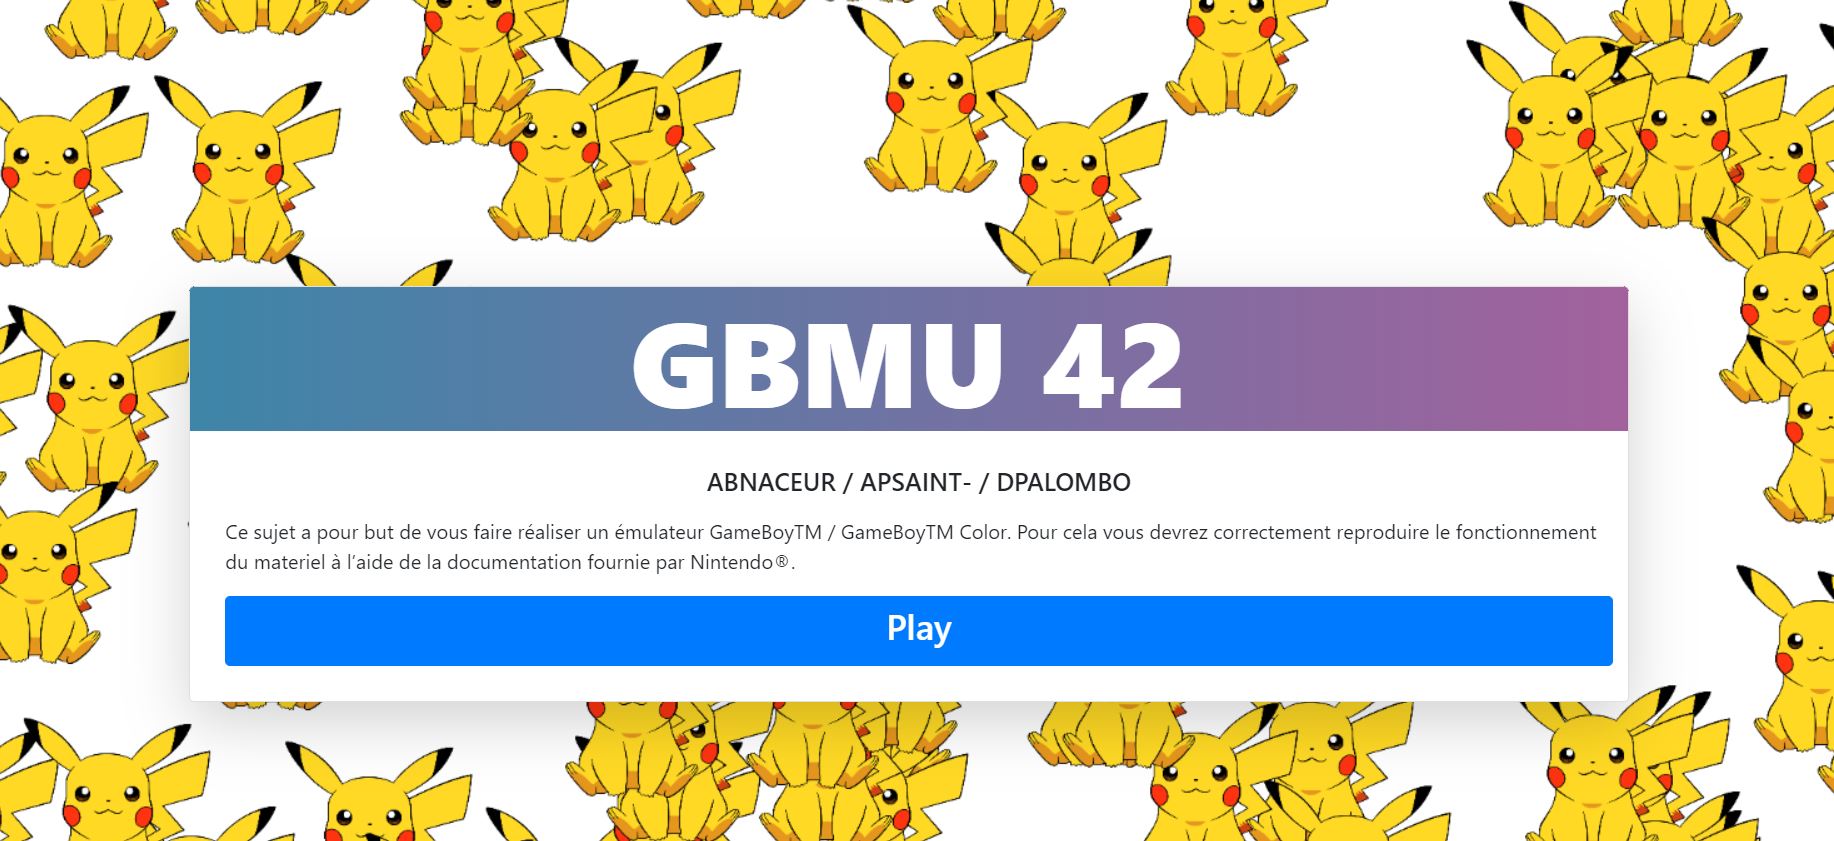 GBMU 42
ABNACEUR / APSAINT- / DPALOMBO
Ce sujet a pour but de vous faire réaliser un émulateur GameBoyTM / GameBoyTM Color. Pour cela vous devrez correctement reproduire le fonctionnement
du materiel à l’aide de la documentation fournie par Nintendo®.
Play